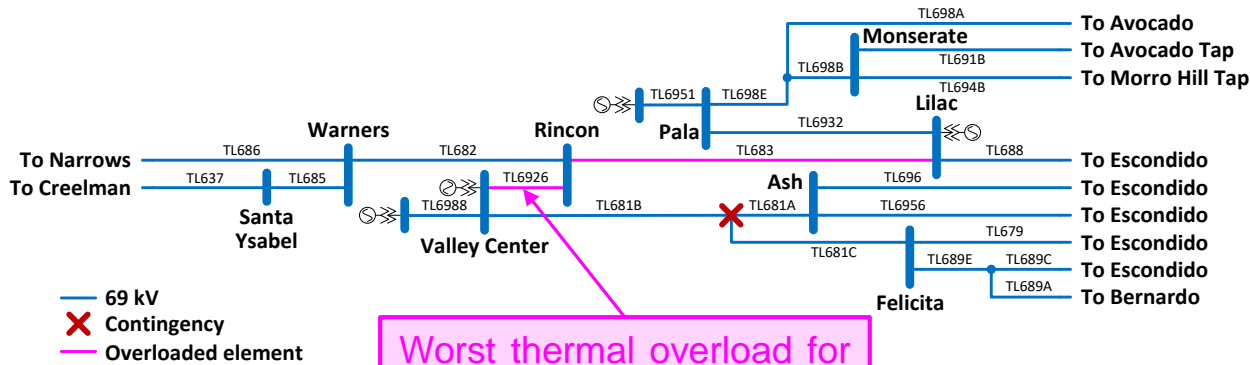 TL698A
To Avocado
Monserate
To Avocado Tap
TL698B
TL691B
To Morro Hill Tap
TL6951
TL698E
TL694B
Lilac
Warners
Rincon
Pala
TL6932
To Narrows
TL686
TL682
TL683
TL688
To Escondido
To Creelman
TL637
TL685
TL6926
Ash
TL696
To Escondido
Santa
Ysabel
TL6988
TL681B
TL681A
TL6956
To Escondido
Valley Center
TL681C
TL679
To Escondido
TL689E
TL689C
To Escondido
TL689A
To Bernardo
Felicita
69 kV
Contingency
Overloaded element
Worst thermal overload for